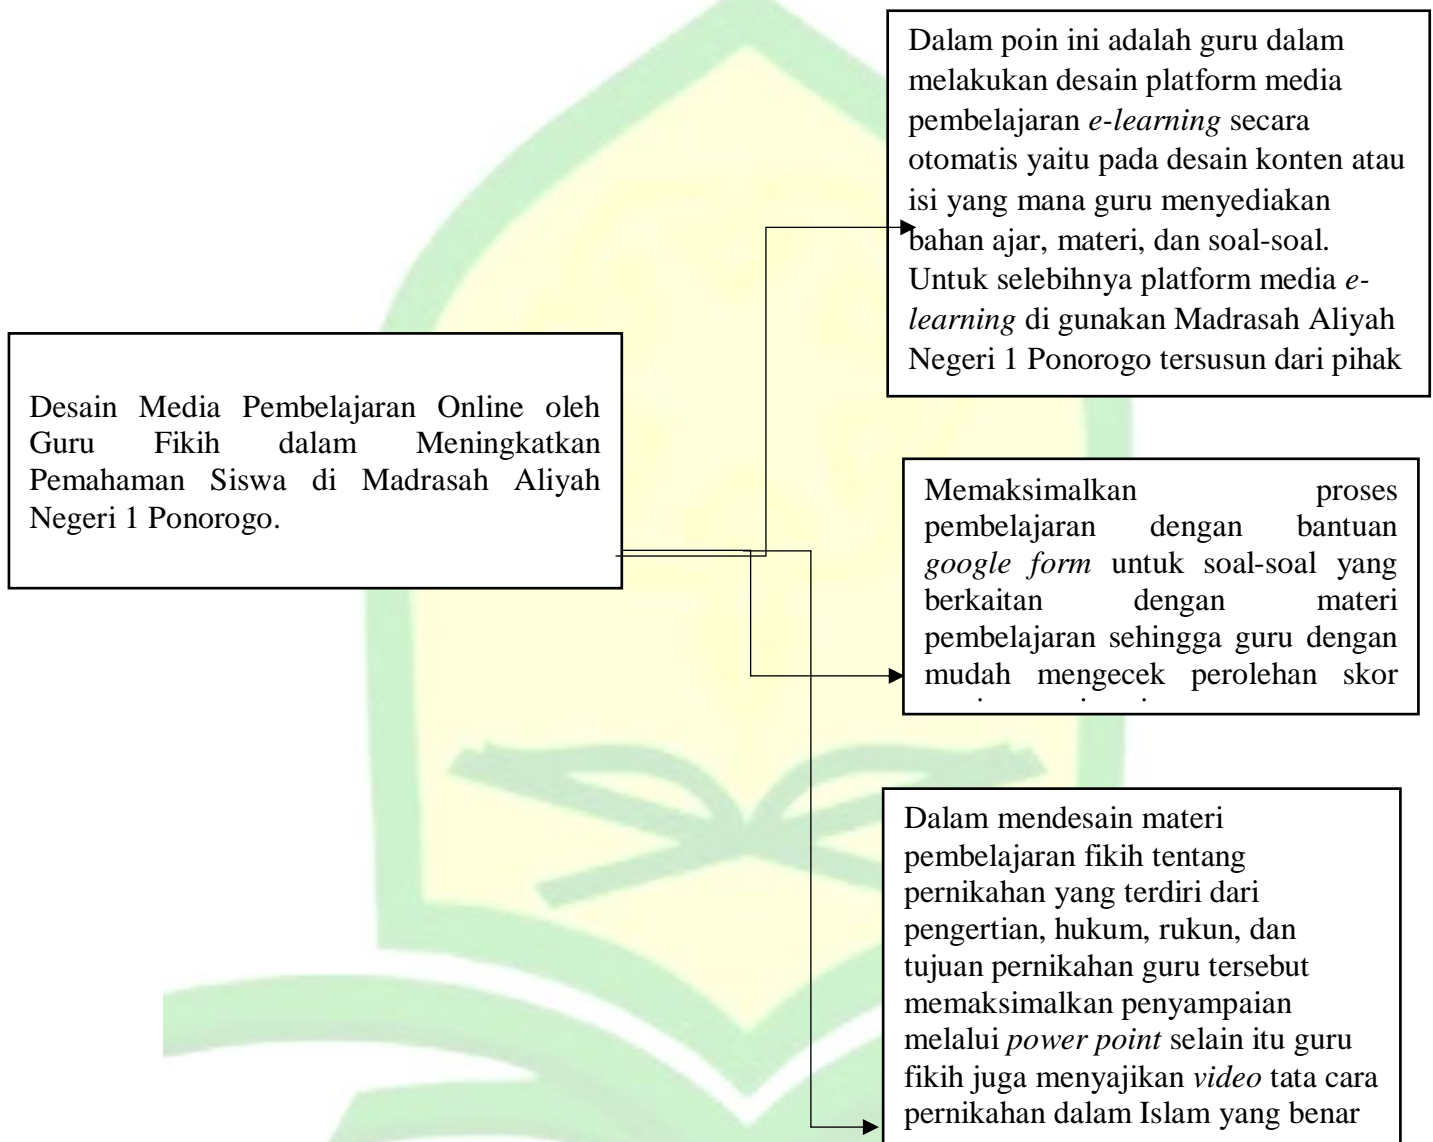 Desain Media Pembelajaran Online oleh
Guru Fikih dalam Meningkatkan
Pemahaman Siswa di Madrasah Aliyah
Negeri 1 Ponorogo.
Dalam poin ini adalah guru dalam
melakukan desain platform media
pembelajaran e-learning secara
otomatis yaitu pada desain konten atau
isi yang mana guru menyediakan
bahan ajar, materi, dan soal-soal.
Untuk selebihnya platform media e-
learning di gunakan Madrasah Aliyah
Negeri 1 Ponorogo tersusun dari pihak
Memaksimalkan proses
pembelajaran dengan bantuan
google form untuk soal-soal yang
berkaitan dengan materi
pembelajaran sehingga guru dengan
mudah mengecek perolehan skor
Dalam mendesain materi
pembelajaran fikih tentang
pernikahan yang terdiri dari
pengertian, hukum, rukun, dan
tujuan pernikahan guru tersebut
memaksimalkan penyampaian
melalui power point selain itu guru
fikih juga menyajikan video tata cara
pernikahan dalam Islam yang benar